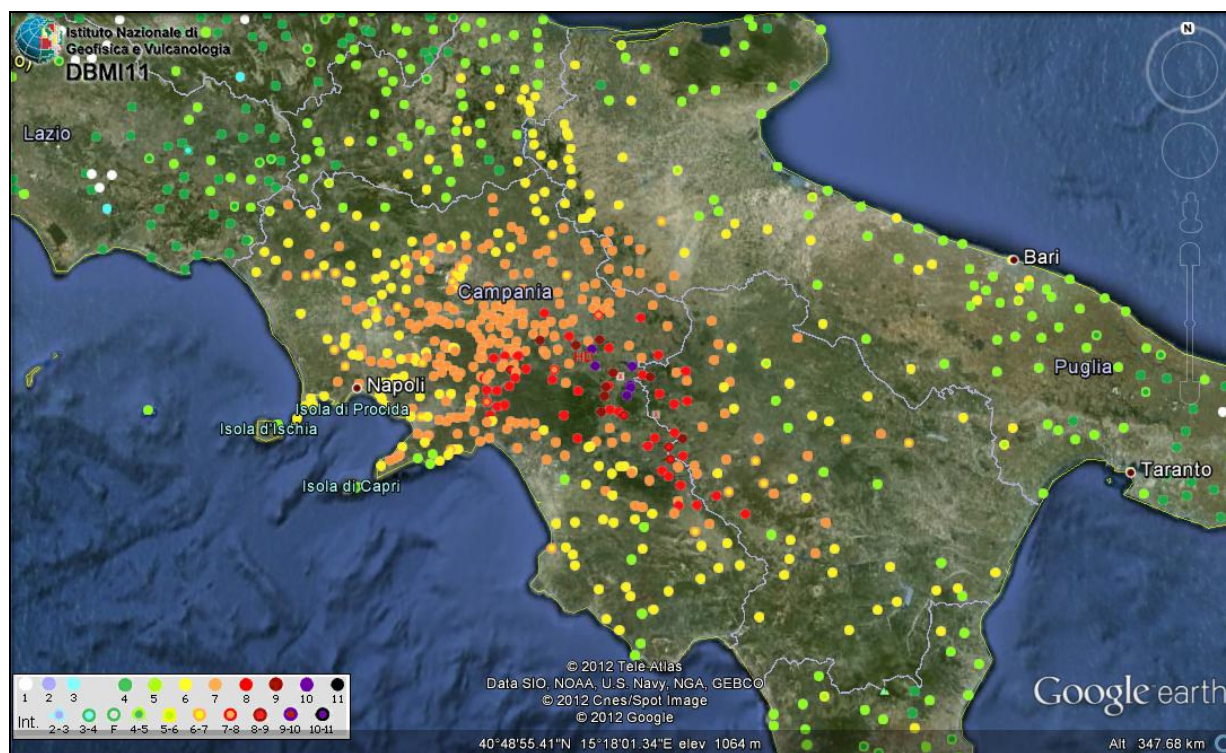 Istituto Nazionale di
Geofisica e Vulcanologia
DBMI11
N
Lazio
Bari
Campania
Puglia
Napoli
Isola di Procida
Isola d'Ischia
Isola di Capri
Taranto
© 2012 Tele Atlas
Data SIO, NOAA, U.S. Navy, NGA, GEBCO
© 2012 Cnes/Spot Image
© 2012 Google
Google earth
1 2 3 4 5 6 7 8 9 10 11
Int. 2-3 3-4 F 4-5 5-6 6-7 7-8 8-9 9-10 10-11
40°48'55.41"N 15°18'01.34"E elev 1064 m
Alt 347.68 km